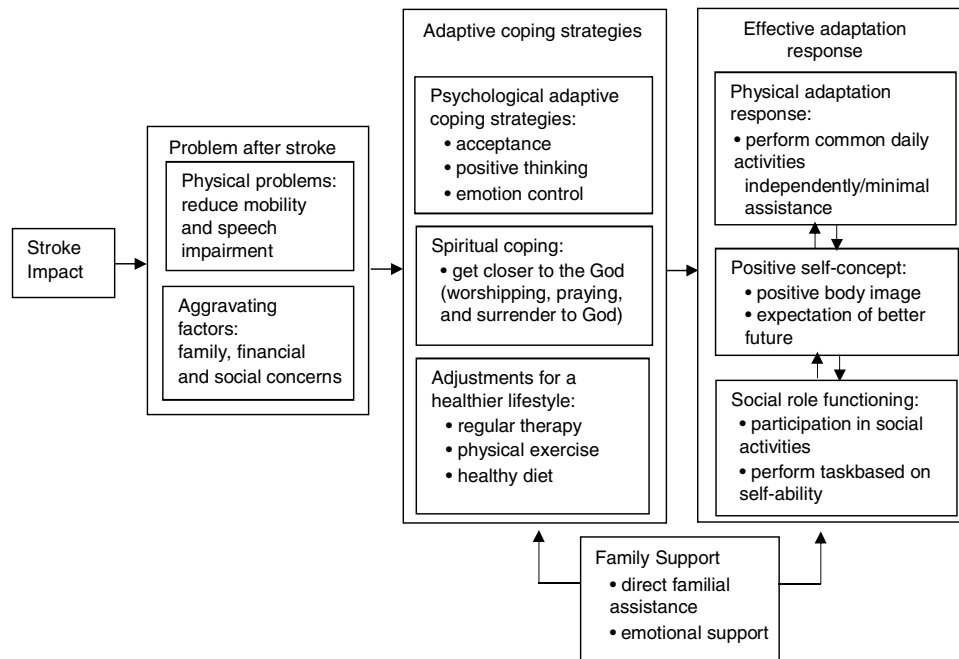 Stroke
Impact
Problem after stroke
Physical problems:
reduce mobility
and speech
impairment
Aggravating
factors:
family, financial
and social concerns
Adaptive coping strategies
Psychological adaptive
coping strategies:
• acceptance
• positive thinking
• emotion control
Spiritual coping:
• get closer to the God
(worshipping, praying,
and surrender to God)
Adjustments for a
healthier lifestyle:
• regular therapy
• physical exercise
• healthy diet
Effective adaptation
response
Physical adaptation
response:
• perform common daily
activities
independently/minimal
assistance
Positive self-concept:
• positive body image
• expectation of better
future
Social role functioning:
• participation in social
activities
• perform taskbased on
self-ability
Family Support
• direct familial
assistance
• emotional support